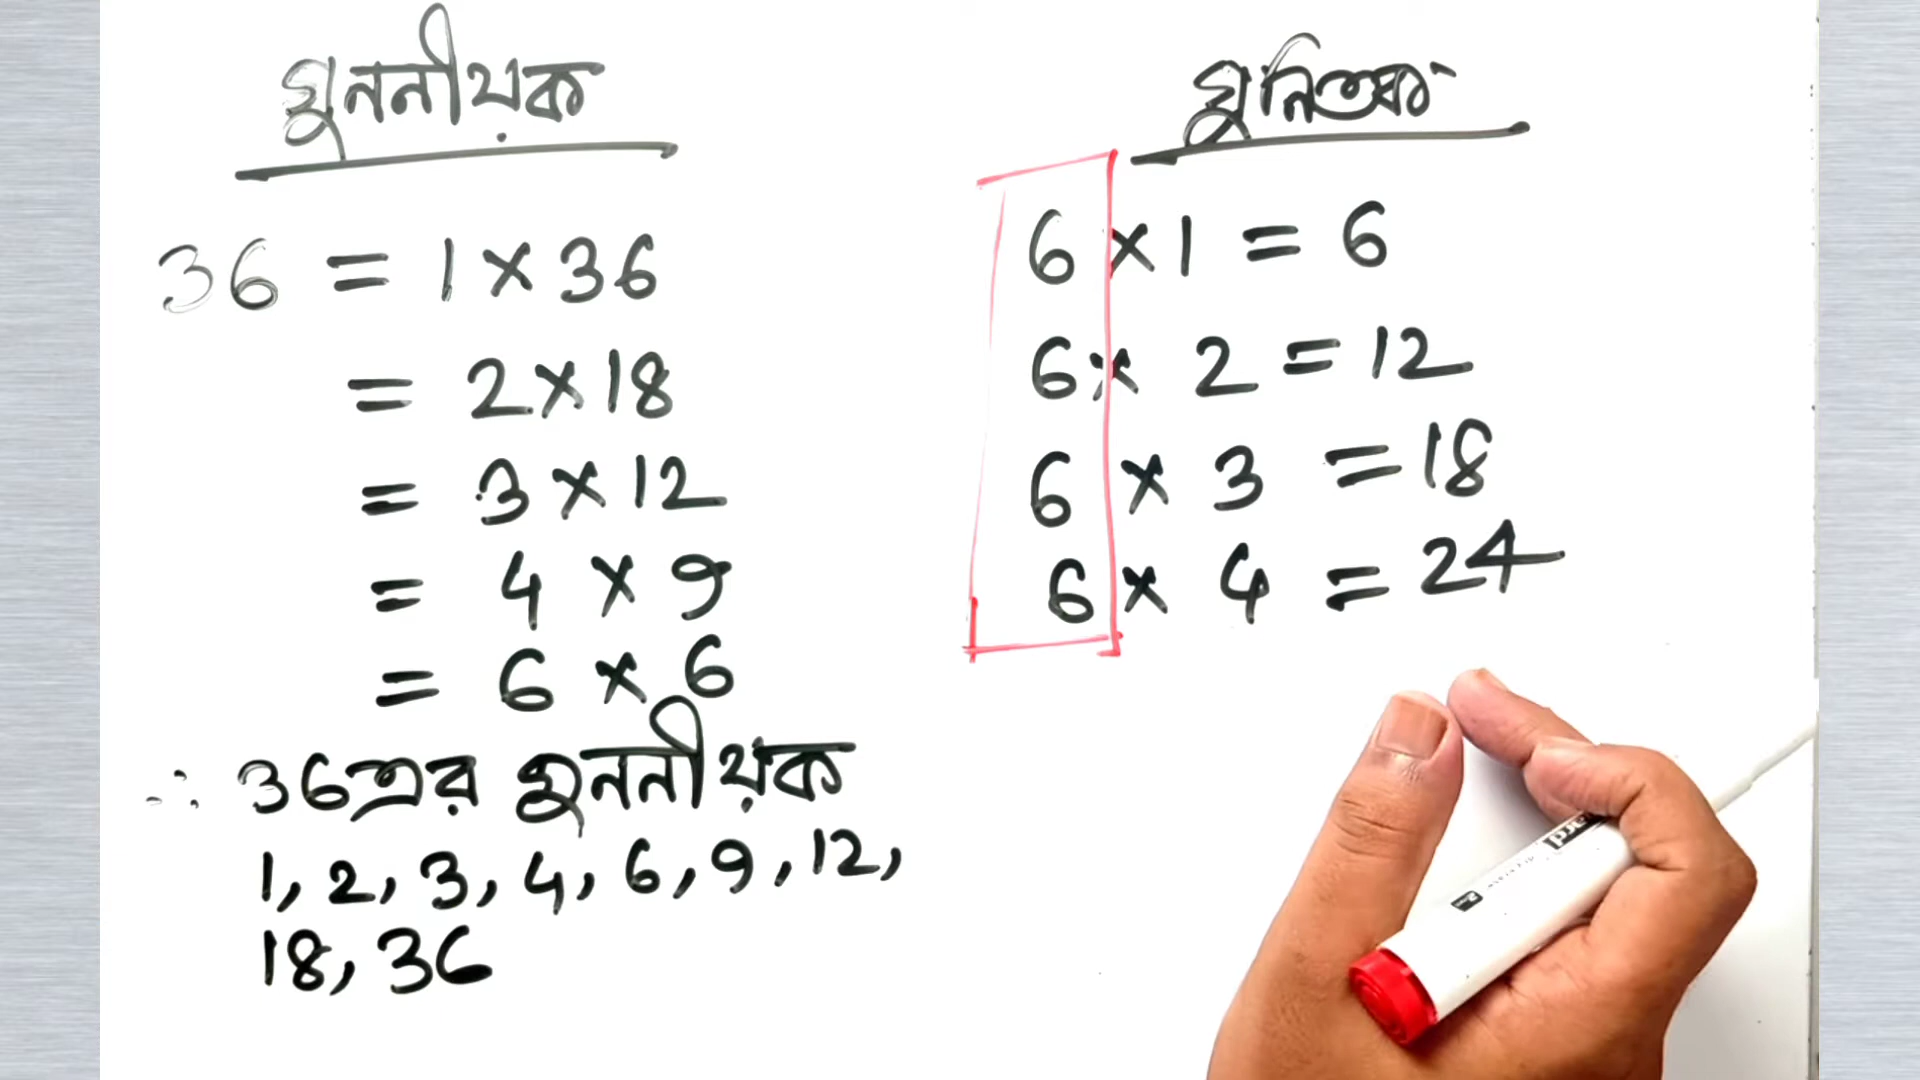 গুননীয়ক
36 = 1 × 36
= 2 × 18
= 3 × 12
= 4 × 9
= 6 × 6
∴ 36এর গুননীয়ক
1, 2, 3, 4, 6, 9, 12,
18, 36
গুনিতক
6 × 1 = 6
6 × 2 = 12
6 × 3 = 18
6 × 4 = 24